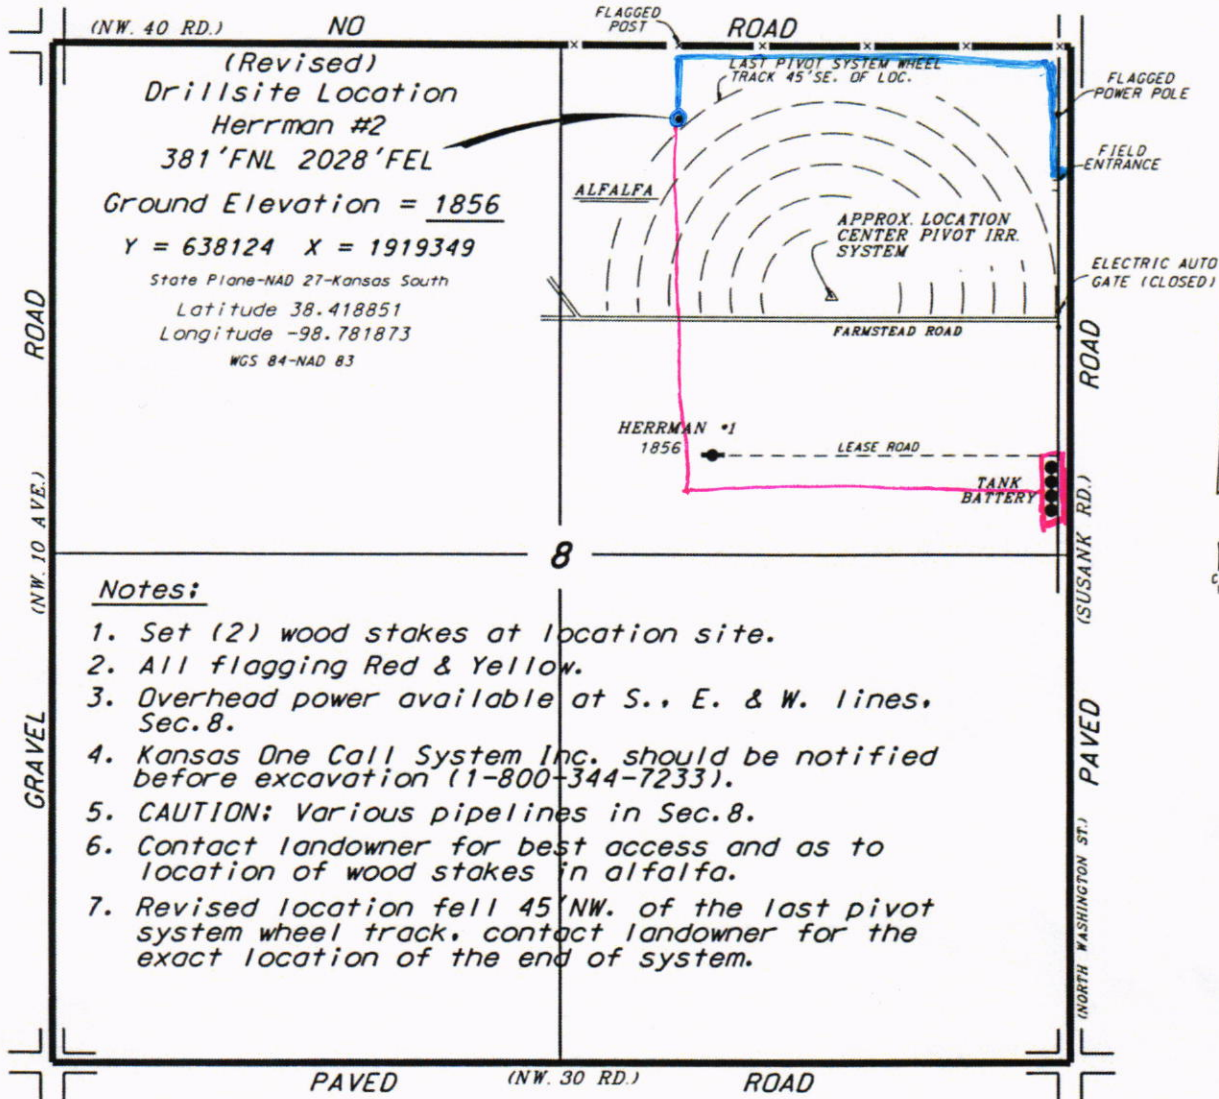 (NW. 40 RD.) NO ROAD
FLAGGED
POST
(Revised)
Drillsite Location
Herrman #2
381'FNL 2028'FEL
Ground Elevation = 1856
Y = 638124 X = 1919349
State Plane-NAD 27-Kansas South
Latitude 38.418851
Longitude -98.781873
WGS 84-NAD 83
LAST PIVOT SYSTEM WHEEL
TRACK 45'SE. OF LOC.
FLAGGED
POWER POLE
FIELD
ENTRANCE
ALFALFA
APPROX. LOCATION
CENTER PIVOT IRR.
SYSTEM
ELECTRIC AUTO
GATE (CLOSED)
FARMSTEAD ROAD
HERRMAN #1
1856
LEASE ROAD
TANK
BATTERY
GRAVEL (NW. 10 AVE.) ROAD
(NORTH WASHINGTON ST.) PAVED (SUSANK RD.) ROAD
8
Notes:
1. Set (2) wood stakes at location site.
2. All flagging Red & Yellow.
3. Overhead power available at S., E. & W. lines,
Sec.8.
4. Kansas One Call System Inc. should be notified
before excavation (1-800-344-7233).
5. CAUTION: Various pipelines in Sec.8.
6. Contact landowner for best access and as to
location of wood stakes in alfalfa.
7. Revised location fell 45'NW. of the last pivot
system wheel track, contact landowner for the
exact location of the end of system.
PAVED (NW. 30 RD.) ROAD